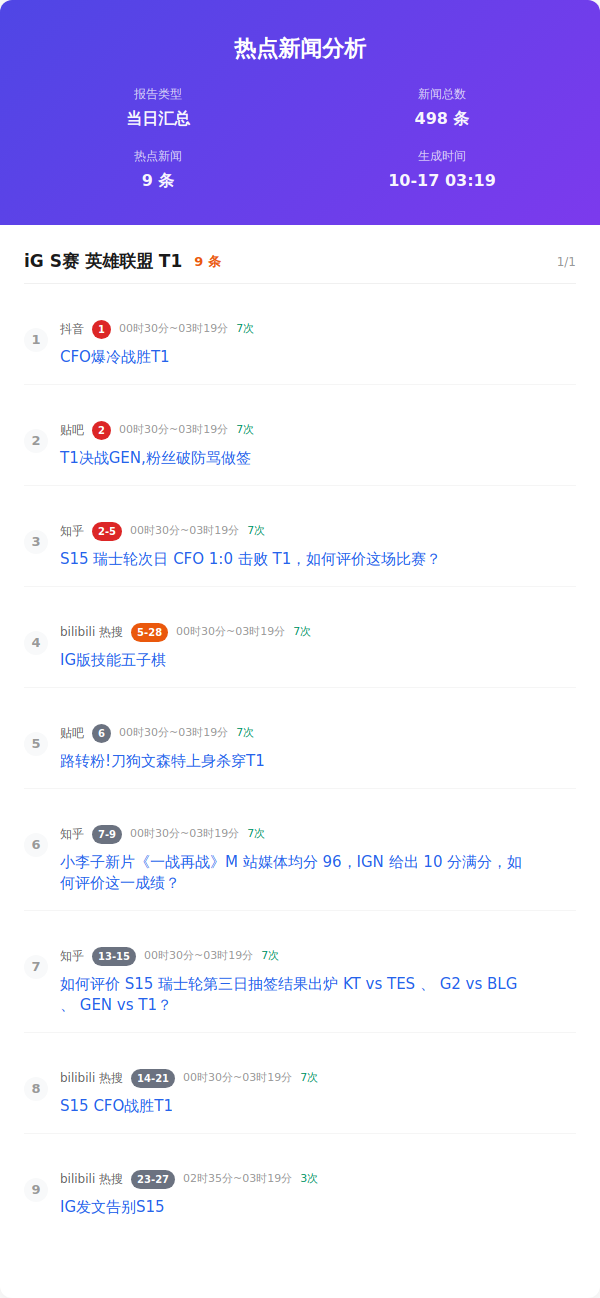 热点新闻分析
报告类型
新闻总数
当日汇总
498 条
热点新闻
生成时间
9 条
10-17 03:19
iG S赛 英雄联盟 T1 9 条 1/1
1
抖音 1 00时30分~03时19分 7次
CFO爆冷战胜T1
2
贴吧 2 00时30分~03时19分 7次
T1决战GEN,粉丝破防骂做签
3
知乎 2-5 00时30分~03时19分 7次
S15 瑞士轮次日 CFO 1:0 击败 T1，如何评价这场比赛？
4
bilibili 热搜 5-28 00时30分~03时19分 7次
IG版技能五子棋
5
贴吧 6 00时30分~03时19分 7次
路转粉!刀狗文森特上身杀穿T1
6
知乎 7-9 00时30分~03时19分 7次
小李子新片《一战再战》M 站媒体均分 96，IGN 给出 10 分满分，如
何评价这一成绩？
7
知乎 13-15 00时30分~03时19分 7次
如何评价 S15 瑞士轮第三日抽签结果出炉 KT vs TES 、 G2 vs BLG
、 GEN vs T1？
8
bilibili 热搜 14-21 00时30分~03时19分 7次
S15 CFO战胜T1
9
bilibili 热搜 23-27 02时35分~03时19分 3次
IG发文告别S15